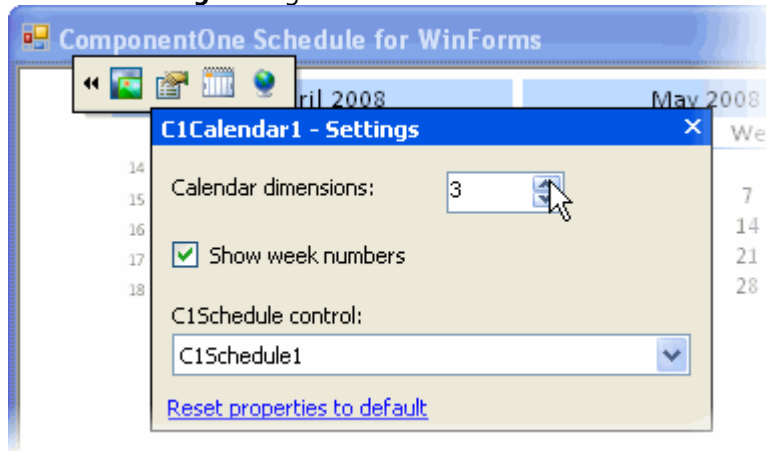 ComponentOne Schedule for WinForms
ril 2008 May 2008
C1Calendar1 - Settings
We
14
Calendar dimensions: 3
15 7
16 14
17 Show week numbers 21
18 28
C1Schedule control:
C1Schedule1
Reset properties to default